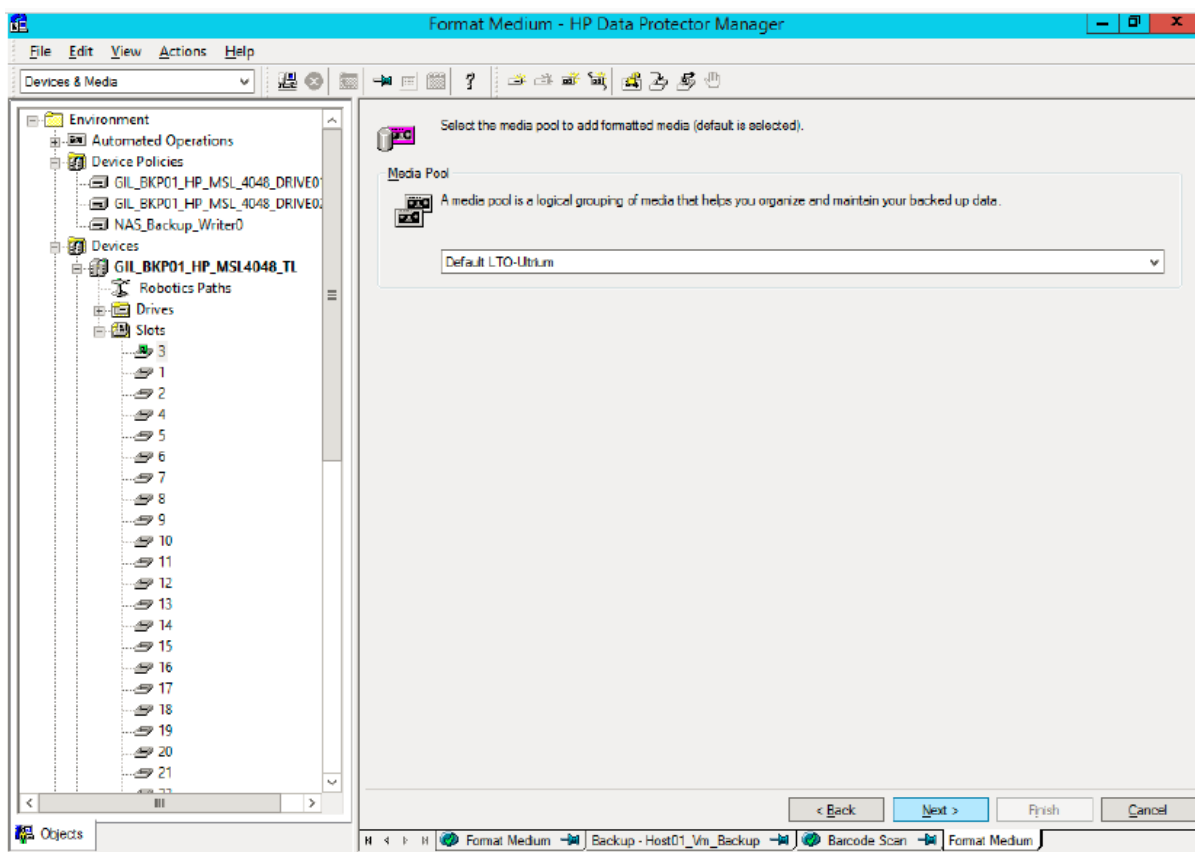 Format Medium - HP Data Protector Manager
File Edit View Actions Help
Devices & Media
Environment
Automated Operations
Device Policies
GIL_BKP01_HP_MSL_4048_DRIVE01
GIL_BKP01_HP_MSL_4048_DRIVE02
NAS_Backup_Writer0
Devices
GIL_BKP01_HP_MSL4048_TL
Robotics Paths
Drives
Slots
3
1
2
4
5
6
7
8
9
10
11
12
13
14
15
16
17
18
19
20
21
Objects
Select the media pool to add formatted media (default is selected).
Media Pool
A media pool is a logical grouping of media that helps you organize and maintain your backed up data.
Default LTO-Ultrium
< Back Next > Finish Cancel
Format Medium Backup - Host01_Vm_Backup Barcode Scan Format Medium